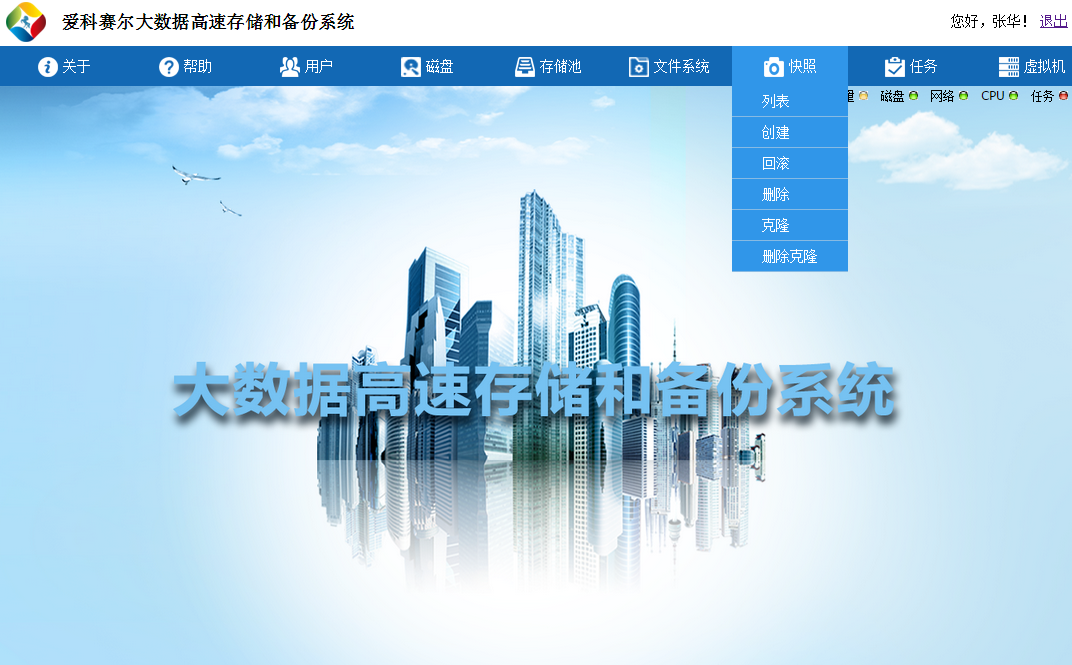 爱科赛尔大数据高速存储和备份系统
您好，张华！ 退出
关于 帮助 用户 磁盘 存储池 文件系统 快照 任务 虚拟机
磁盘 网络 CPU 任务
列表
创建
回滚
删除
克隆
删除克隆
大数据高速存储和备份系统